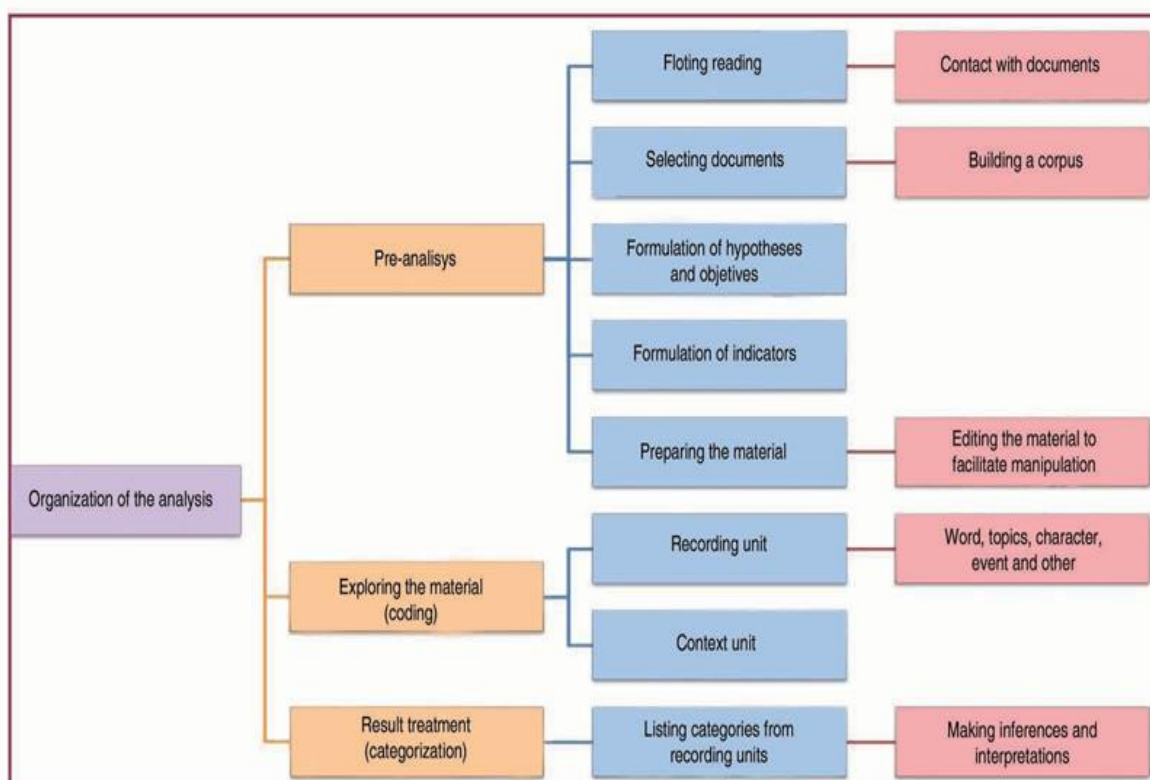 Floting reading
Contact with documents
Selecting documents
Building a corpus
Pre-analisys
Formulation of hypotheses
and objetives
Formulation of indicators
Preparing the material
Editing the material to
facilitate manipulation
Organization of the analysis
Exploring the material
(coding)
Recording unit
Word, topics, character,
event and other
Context unit
Result treatment
(categorization)
Listing categories from
recording units
Making inferences and
interpretations